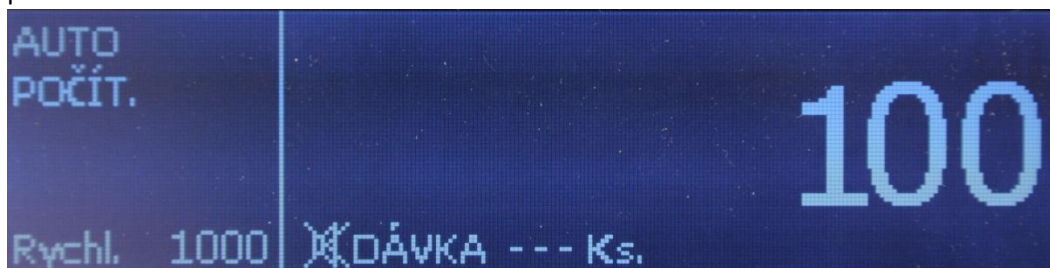 AUTO
POČÍT.
100
Rychl. 1000
DÁVKA --- Ks.